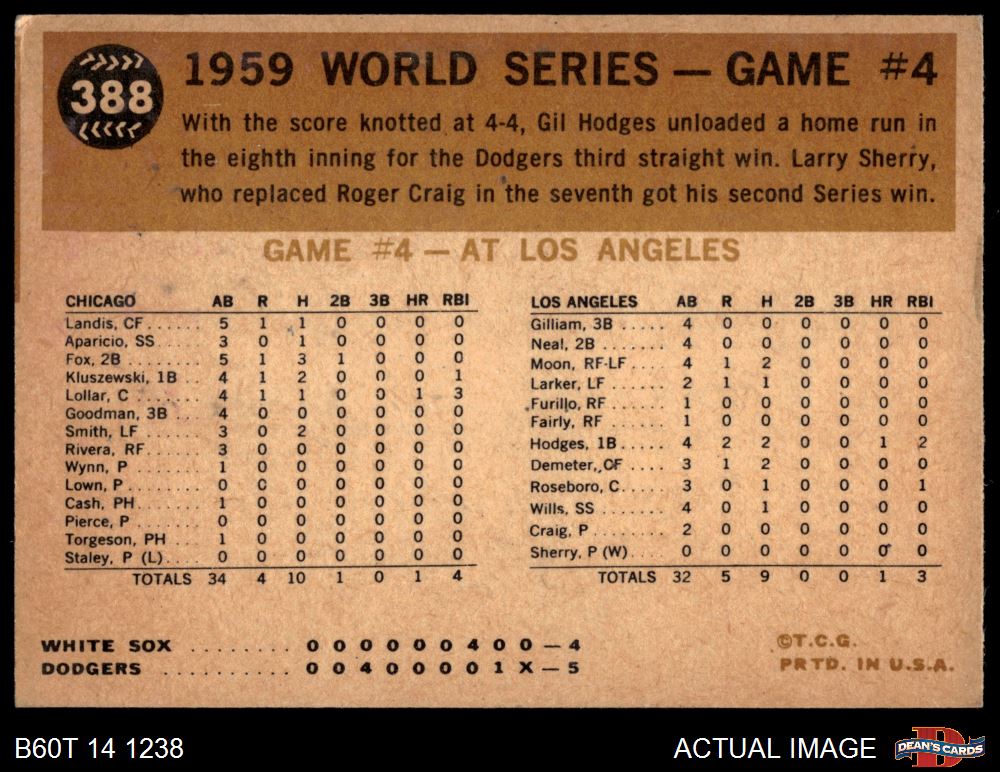 388
1959 WORLD SERIES — GAME #4
With the score knotted at 4-4, Gil Hodges unloaded a home run in
the eighth inning for the Dodgers third straight win. Larry Sherry,
who replaced Roger Craig in the seventh got his second Series win.
GAME #4 — AT LOS ANGELES
CHICAGO AB R H 2B 3B HR RBI
Landis, CF...... 5 1 1 0 0 0 0
Aparicio, SS..... 3 0 1 0 0 0 0
Fox, 2B ........ 5 1 3 1 0 0 0
Kluszewski, 1B .. 4 1 2 0 0 0 1
Lollar, C ....... 4 1 1 0 0 1 3
Goodman, 3B ... 4 0 0 0 0 0 0
Smith, LF ...... 3 0 2 0 0 0 0
Rivera, RF...... 3 0 0 0 0 0 0
Wynn, P ....... 1 0 0 0 0 0 0
Lown, P ........ 0 0 0 0 0 0 0
Cash, PH....... 1 0 0 0 0 0 0
Pierce, P ....... 0 0 0 0 0 0 0
Torgeson, PH ... 1 0 0 0 0 0 0
Staley, P (L).... 0 0 0 0 0 0 0
TOTALS 34 4 10 1 0 1 4
LOS ANGELES AB R H 2B 3B HR RBI
Gilliam, 3B ..... 4 0 0 0 0 0 0
Neal, 2B ....... 4 0 0 0 0 0 0
Moon, RF-LF .... 4 1 2 0 0 0 0
Larker, LF ...... 2 1 1 0 0 0 0
Furillo, RF ...... 1 0 0 0 0 0 0
Fairly, RF ...... 1 0 0 0 0 0 0
Hodges, 1B..... 4 2 2 0 0 1 2
Demeter, CF .... 3 1 2 0 0 0 0
Roseboro, C..... 3 0 1 0 0 0 1
Wills, SS ....... 4 0 1 0 0 0 0
Craig, P ........ 2 0 0 0 0 0 0
Sherry, P (W).... 0 0 0 0 0 0 0
TOTALS 32 5 9 0 0 1 3
WHITE SOX ........ 0 0 0 0 0 0 4 0 0 — 4
DODGERS .......... 0 0 4 0 0 0 0 1 X — 5
©T.C.G.
PRTD. IN U.S.A.
B60T 14 1238
ACTUAL IMAGE
D
DEAN'S CARDS